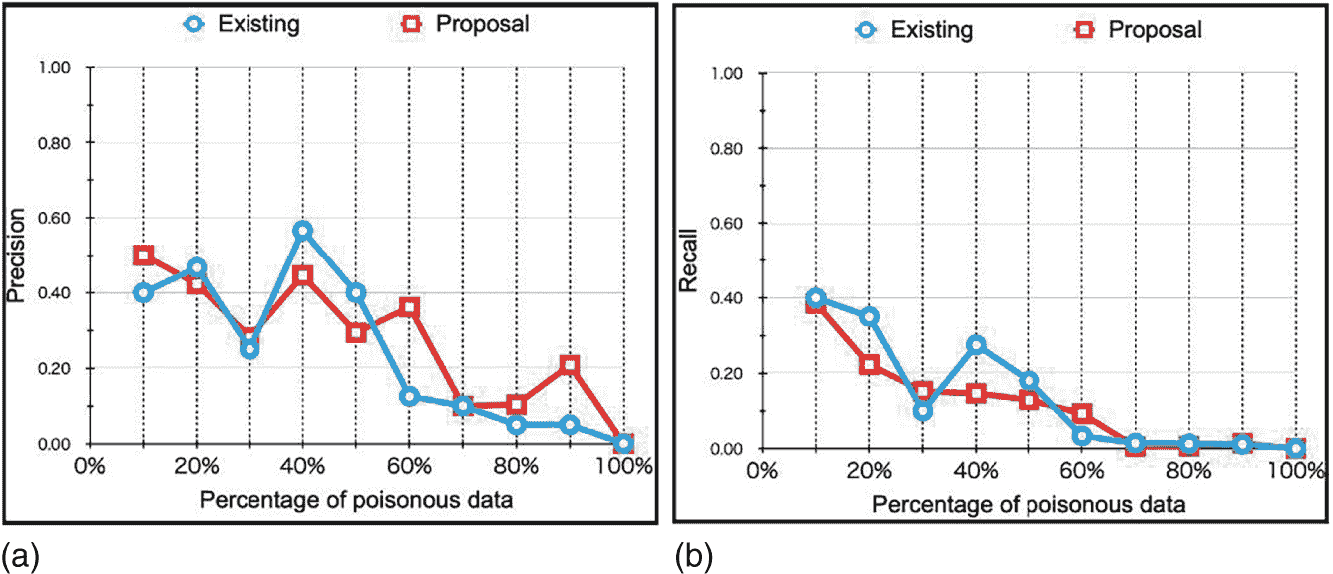 Existing Proposal
1.00
0.80
0.60
0.40
0.20
0.00
Precision
0% 20% 40% 60% 80% 100%
Percentage of poisonous data
(a)
Existing Proposal
1.00
0.80
0.60
0.40
0.20
0.00
Recall
0% 20% 40% 60% 80% 100%
Percentage of poisonous data
(b)